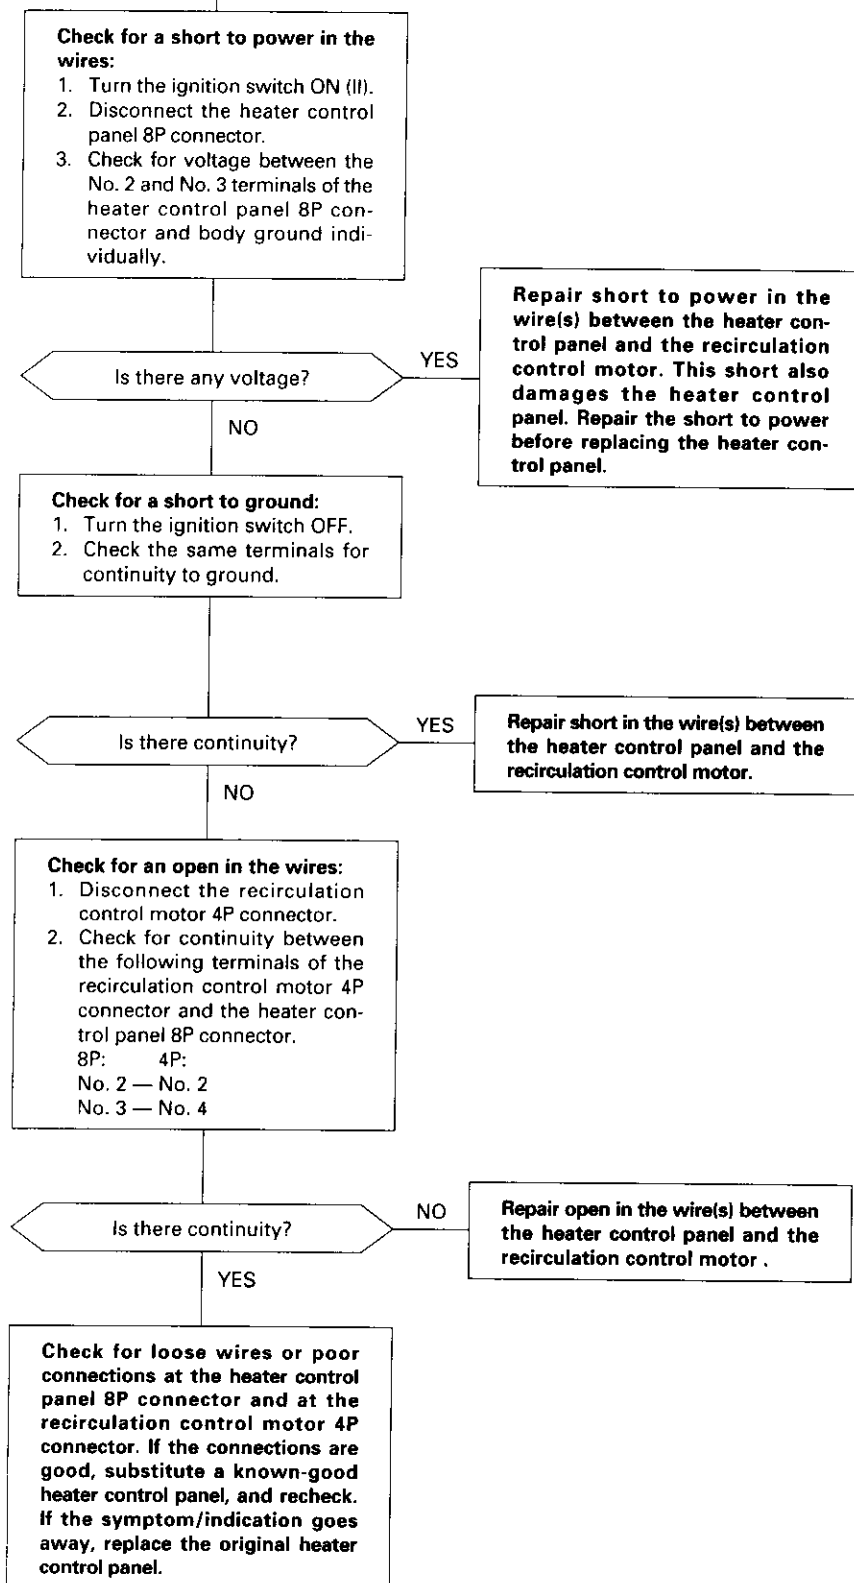 Check for a short to power in the
wires:
1. Turn the ignition switch ON (II).
2. Disconnect the heater control
panel 8P connector.
3. Check for voltage between the
No. 2 and No. 3 terminals of the
heater control panel 8P con-
nector and body ground indi-
vidually.
Is there any voltage?
YES
Repair short to power in the
wire(s) between the heater con-
trol panel and the recirculation
control motor. This short also
damages the heater control
panel. Repair the short to power
before replacing the heater con-
trol panel.
NO
Check for a short to ground:
1. Turn the ignition switch OFF.
2. Check the same terminals for
continuity to ground.
Is there continuity?
YES
Repair short in the wire(s) between
the heater control panel and the
recirculation control motor.
NO
Check for an open in the wires:
1. Disconnect the recirculation
control motor 4P connector.
2. Check for continuity between
the following terminals of the
recirculation control motor 4P
connector and the heater con-
trol panel 8P connector.
8P: 4P:
No. 2 — No. 2
No. 3 — No. 4
Is there continuity?
NO
Repair open in the wire(s) between
the heater control panel and the
recirculation control motor .
YES
Check for loose wires or poor
connections at the heater control
panel 8P connector and at the
recirculation control motor 4P
connector. If the connections are
good, substitute a known-good
heater control panel, and recheck.
If the symptom/indication goes
away, replace the original heater
control panel.